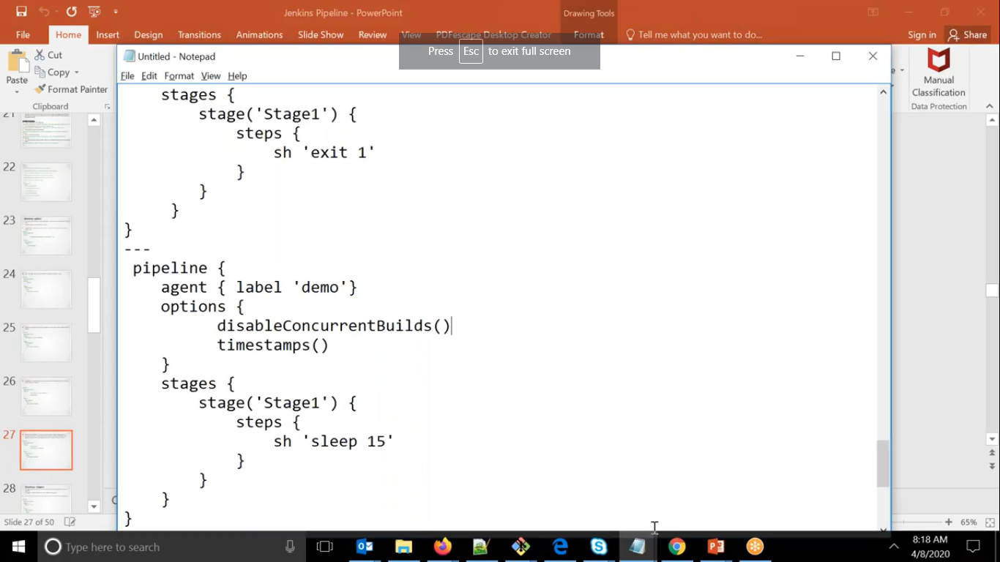 Jenkins Pipeline - PowerPoint
Drawing Tools
File Home Insert Design Transitions Animations Slide Show Review View PDFescape Desktop Creator Format Tell me what you want to do... Sign in Share
Press Esc to exit full screen
Untitled - Notepad
File Edit Format View Help
Paste
Cut
Copy
Format Painter
Clipboard
Manual
Classification
Data Protection
stages {
stage('Stage1') {
steps {
sh 'exit 1'
}
}
}
}
---
pipeline {
agent { label 'demo'}
options {
disableConcurrentBuilds()
timestamps()
}
stages {
stage('Stage1') {
steps {
sh 'sleep 15'
}
}
}
}
21
22
23
24
25
26
27
28
Slide 27 of 50
65%
Type here to search
8:18 AM
4/8/2020